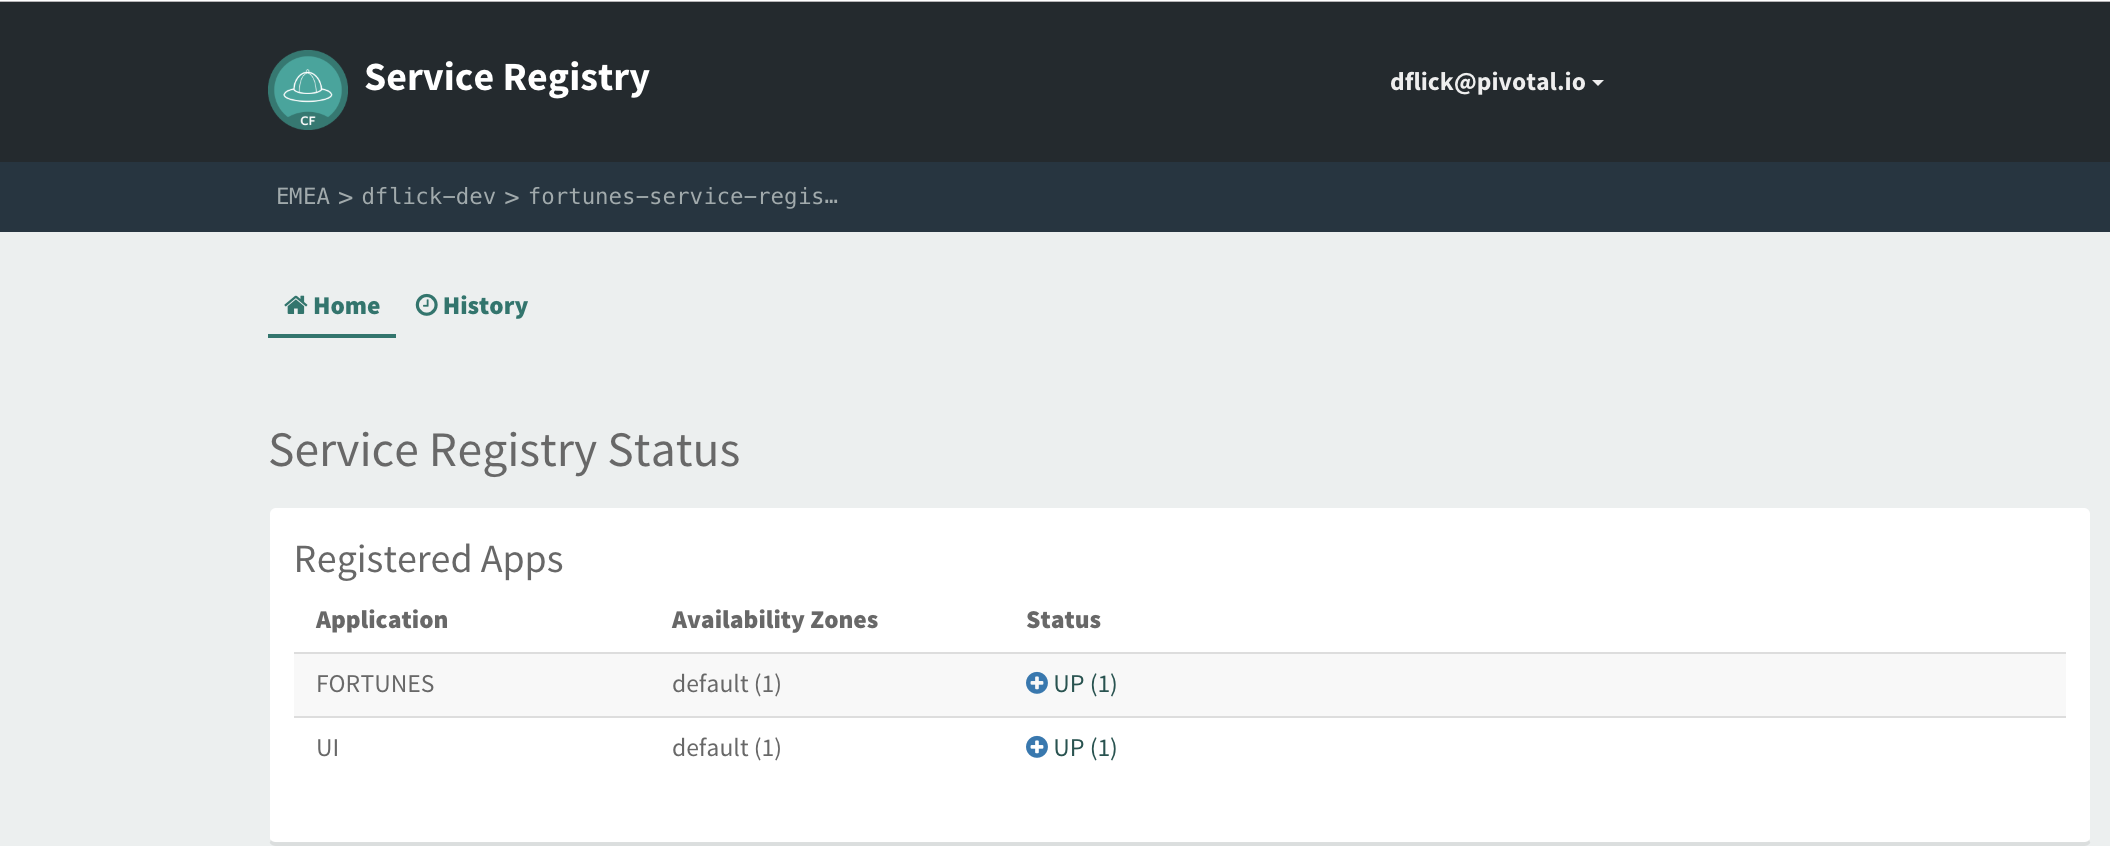 CF
Service Registry
dflick@pivotal.io
EMEA > dflick-dev > fortunes-service-regis…
Home History
Service Registry Status
Registered Apps
Application Availability Zones Status
FORTUNES default (1) UP (1)
UI default (1) UP (1)